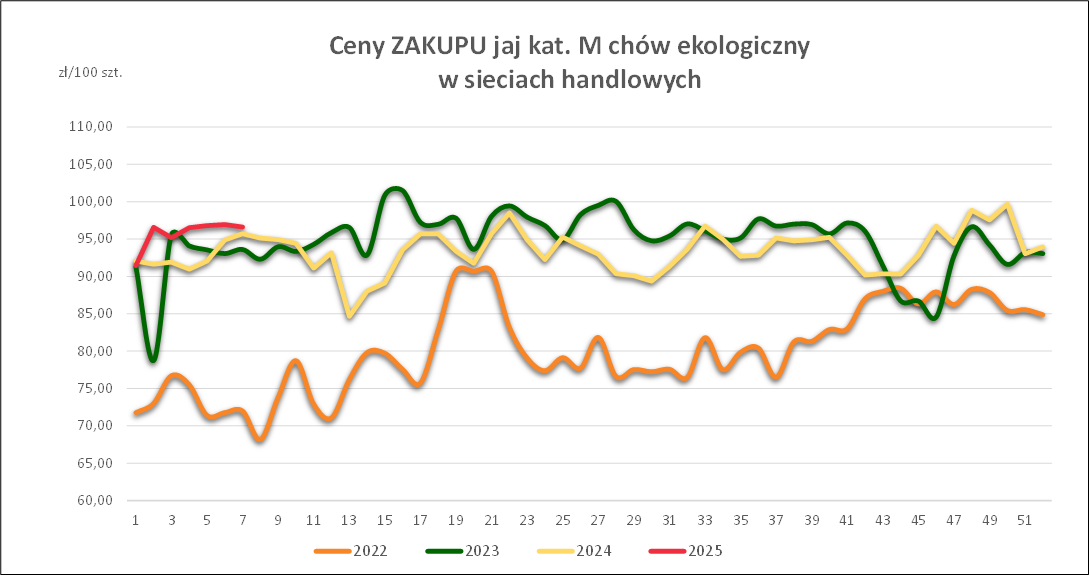 Ceny ZAKUPU jaj kat. M chów ekologiczny
w sieciach handlowych
zł/100 szt.
110,00
105,00
100,00
95,00
90,00
85,00
80,00
75,00
70,00
65,00
60,00
1 3 5 7 9 11 13 15 17 19 21 23 25 27 29 31 33 35 37 39 41 43 45 47 49 51
2022 2023 2024 2025